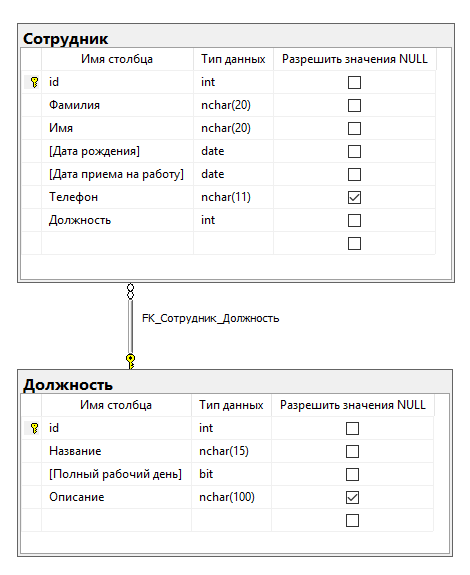 Сотрудник
Имя столбца Тип данных Разрешить значения NULL
id int
Фамилия nchar(20)
Имя nchar(20)
[Дата рождения] date
[Дата приема на работу] date
Телефон nchar(11)
Должность int
FK_Сотрудник_Должность
Должность
Имя столбца Тип данных Разрешить значения NULL
id int
Название nchar(15)
[Полный рабочий день] bit
Описание nchar(100)